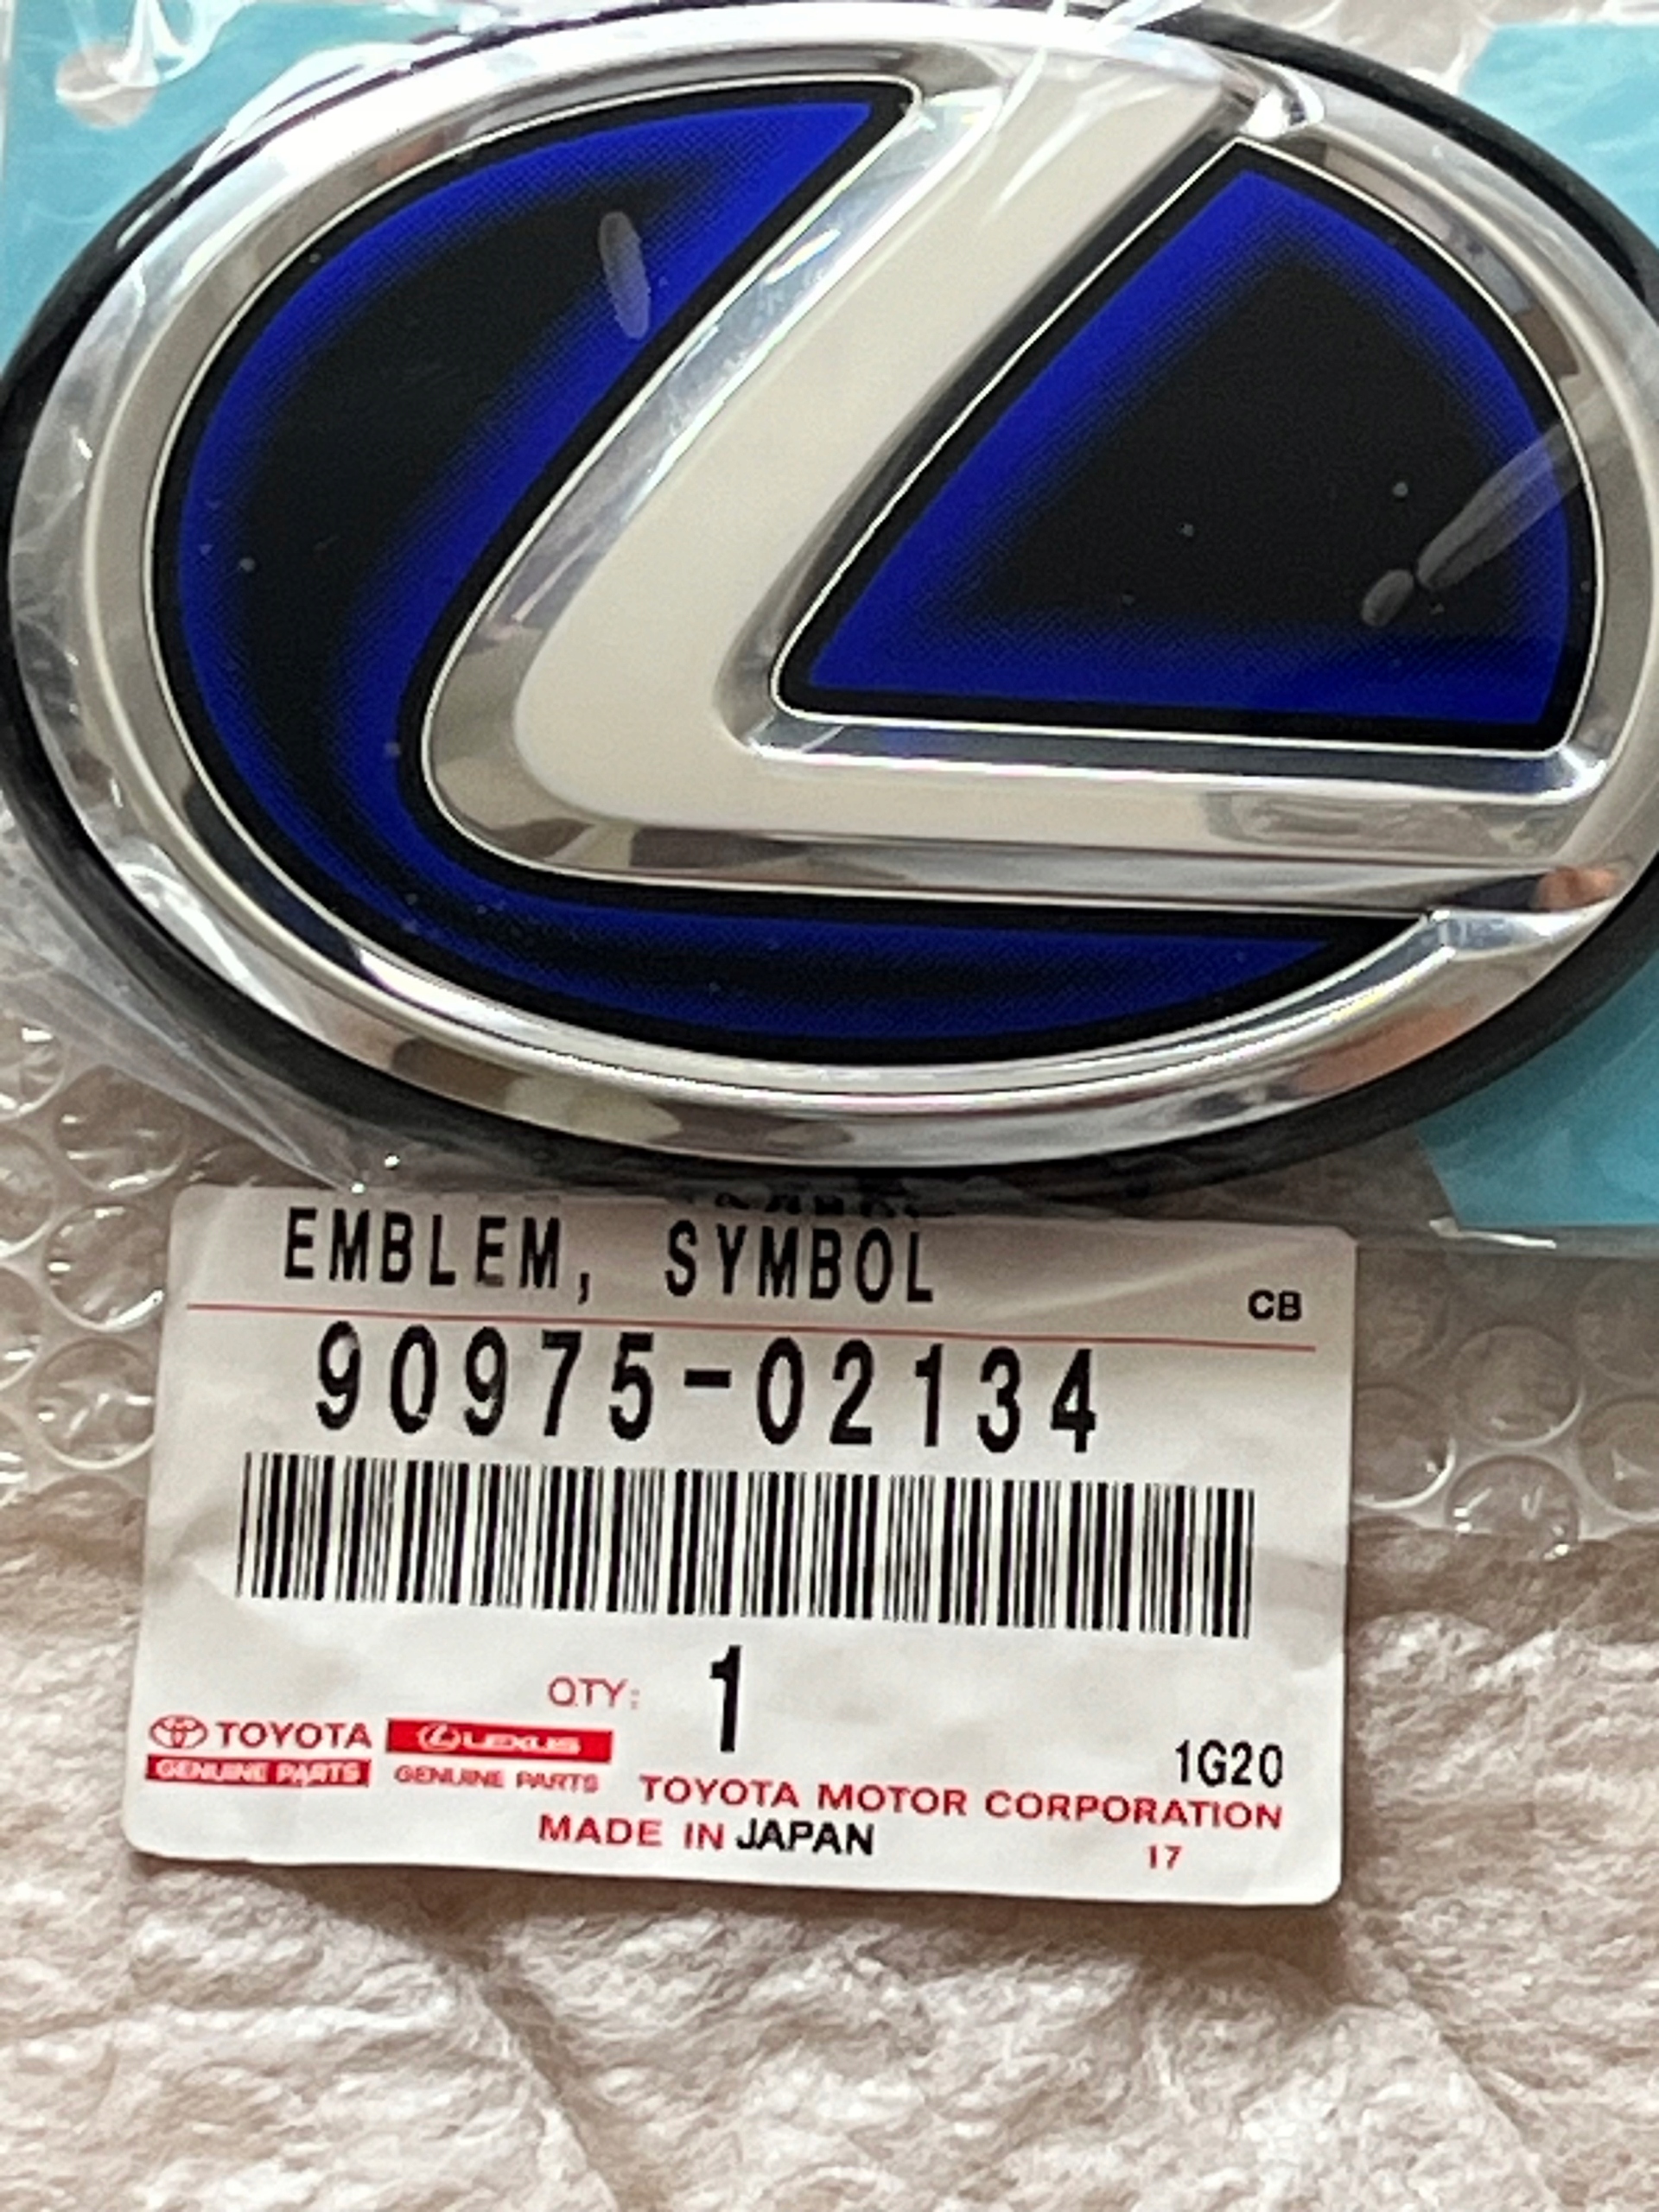 EMBLEM, SYMBOL
CB
90975-02134
QTY: 1
TOYOTA
LEXUS
1G20
GENUINE PARTS
GENUINE PARTS
TOYOTA MOTOR CORPORATION
MADE IN JAPAN
17